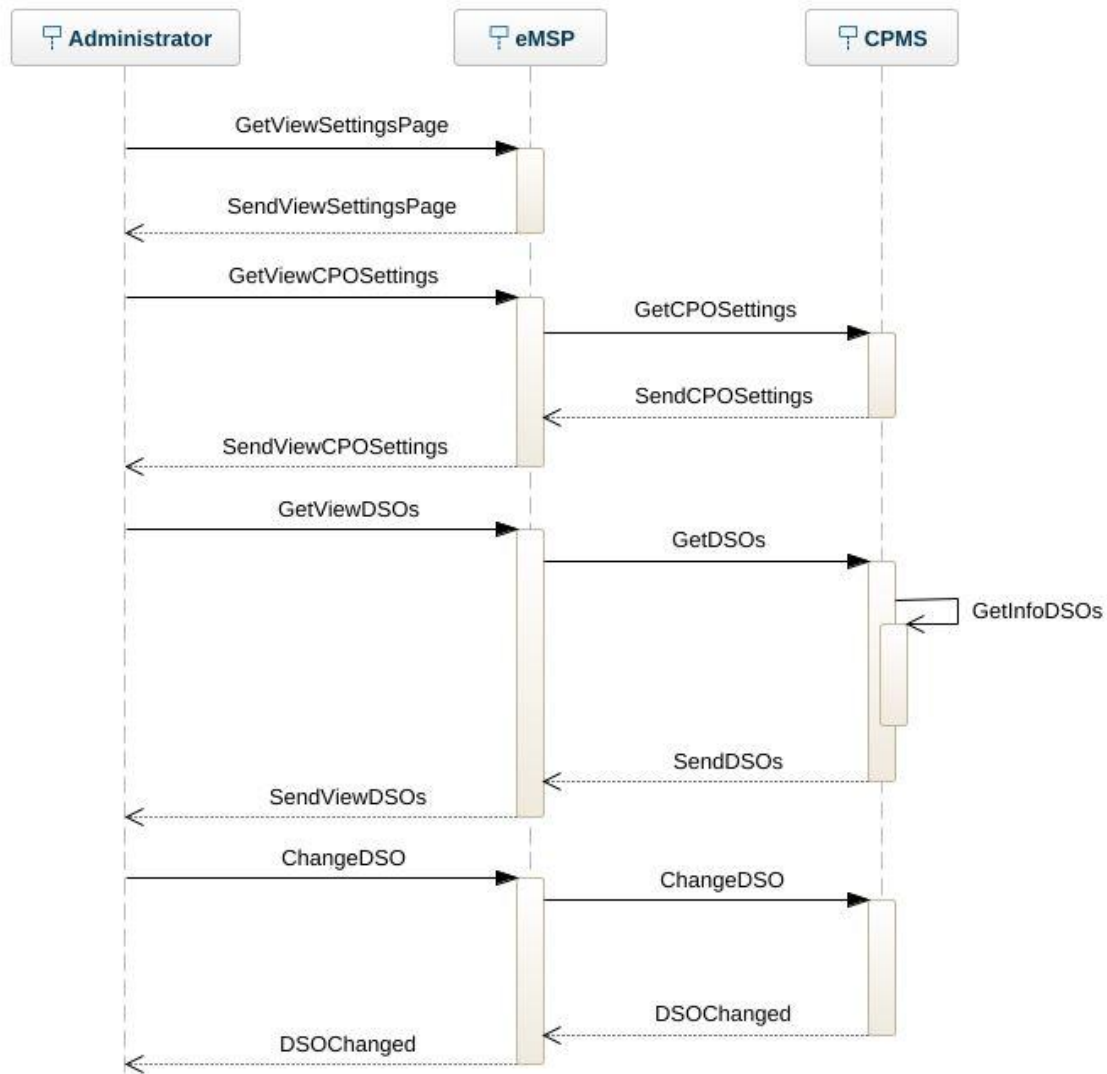 Administrator
eMSP
CPMS
GetViewSettingsPage
SendViewSettingsPage
GetViewCPOSettings
GetCPOSettings
SendCPOSettings
SendViewCPOSettings
GetViewDSOs
GetDSOs
GetInfoDSOs
SendDSOs
SendViewDSOs
ChangeDSO
ChangeDSO
DSOChanged
DSOChanged